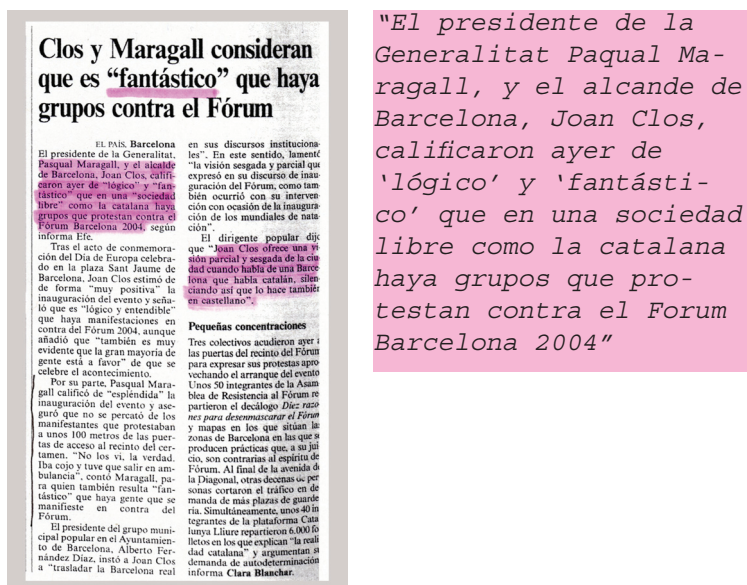 Clos y Maragall consideran
que es “fantástico” que haya
grupos contra el Fórum
EL PAÍS, Barcelona
El presidente de la Generalitat,
Pasqual Maragall, y el alcalde
de Barcelona, Joan Clos, califi-
caron ayer de “lógico” y “fan-
tástico” que en una “sociedad
libre” como la catalana haya
grupos que protestan contra el
Fórum Barcelona 2004, según
informa Efe.
Tras el acto de conmemora-
ción del Día de Europa celebra-
do en la plaza Sant Jaume de
Barcelona, Joan Clos estimó de
de forma “muy positiva” la
inauguración del evento y seña-
ló que es “lógico y entendible”
que haya manifestaciones en
contra del Fórum 2004, aunque
añadió que “también es muy
evidente que la gran mayoría de
gente está a favor” de que se
celebre el acontecimiento.
Por su parte, Pasqual Mara-
gall calificó de “espléndida” la
inauguración del evento y ase-
guró que no se percató de los
manifestantes que protestaban
a unos 100 metros de las puer-
tas de acceso al recinto del cer-
tamen. “No los vi, la verdad.
Iba cojo y tuve que salir en am-
bulancia”, contó Maragall, pa-
ra quien también resulta “fan-
tástico” que haya gente que se
manifieste en contra del
Fórum.
El presidente del grupo muni-
cipal popular en el Ayuntamien-
to de Barcelona, Alberto Fer-
nández Díaz, instó a Joan Clos
a “trasladar la Barcelona real
en sus discursos instituciona-
les”. En este sentido, lamentó
“la visión sesgada y parcial que
expresó en su discurso de inau-
guración del Fórum, como tam-
bién ocurrió en su interven-
ción con ocasión de la inaugura-
ción de los mundiales de nata-
ción”.
El dirigente popular dijo
que “Joan Clos ofrece una vi-
sión parcial y sesgada de la ciu-
dad cuando habla de una Barce-
lona que habla catalán, silen-
ciando así que lo hace también
en castellano”.
Pequeñas concentraciones
Tres colectivos acudieron ayer a
las puertas del recinto del Fórum
para expresar sus protestas apro-
vechando el arranque del evento.
Unos 50 integrantes de la Asam-
blea de Resistencia al Fórum re-
partieron el decálogo Diez razo-
nes para desenmascarar el Fórum
y mapas en los que sitúan las
zonas de Barcelona en las que se
producen prácticas que, a su jui-
cio, son contrarias al espíritu del
Fórum. Al final de la avenida de
la Diagonal, otras decenas de per-
sonas cortaron el tráfico en de-
manda de más plazas de guarde-
ría. Simultáneamente, unos 40 in-
tegrantes de la plataforma Cata-
lunya Lliure repartieron 6.000 fo-
lletos en los que explican “la reali-
dad catalana” y argumentan su
demanda de autodeterminación,
informa Clara Blanchar.
“El presidente de la
Generalitat Paqual Ma-
ragall, y el alcande de
Barcelona, Joan Clos,
calificaron ayer de
‘lógico’ y ‘fantásti-
co’ que en una sociedad
libre como la catalana
haya grupos que pro-
testan contra el Forum
Barcelona 2004”